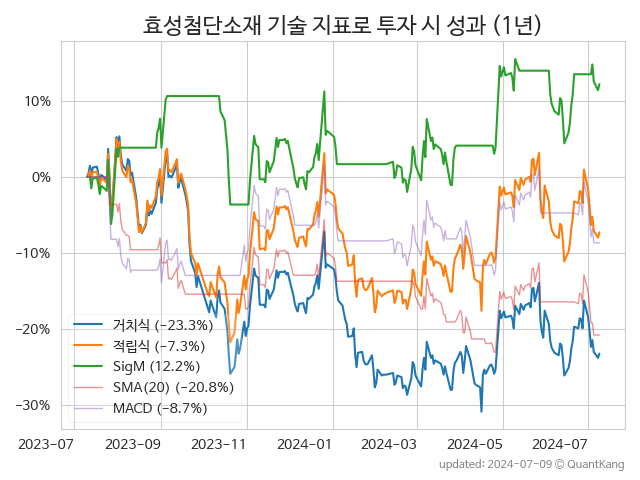 효성첨단소재 기술 지표로 투자 시 성과 (1년)
10%
0%
−10%
−20%
−30%
거치식 (−23.3%)
적립식 (−7.3%)
SigM (12.2%)
SMA(20) (−20.8%)
MACD (−8.7%)
2023-07
2023-09
2023-11
2024-01
2024-03
2024-05
2024-07
updated: 2024-07-09 © QuantKang